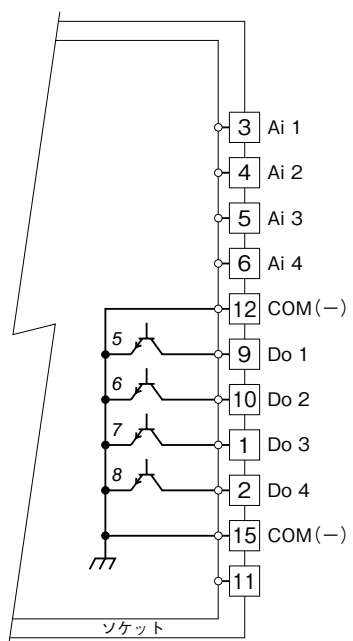 3 Ai 1
4 Ai 2
5 Ai 3
6 Ai 4
12 COM(−)
5 9 Do 1
6 10 Do 2
7 1 Do 3
8 2 Do 4
15 COM(−)
11
ソケット